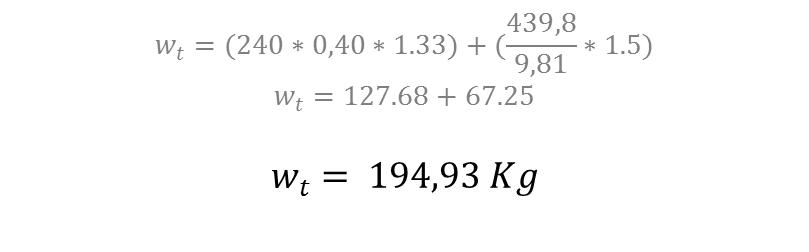 w_t = (240 * 0,40 * 1.33) + (439,8/9,81 * 1.5)
w_t = 127.68 + 67.25
w_t = 194,93 Kg